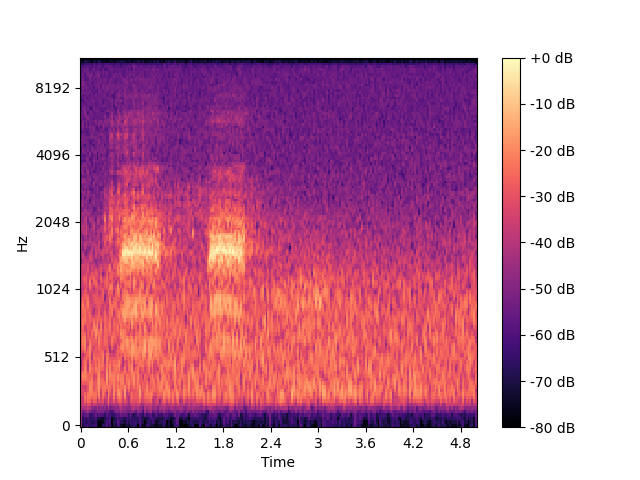 +0 dB
8192
-10 dB
4096
-20 dB
-30 dB
2048
Hz
-40 dB
1024
-50 dB
512
-60 dB
-70 dB
0
-80 dB
0 0.6 1.2 1.8 2.4 3 3.6 4.2 4.8
Time